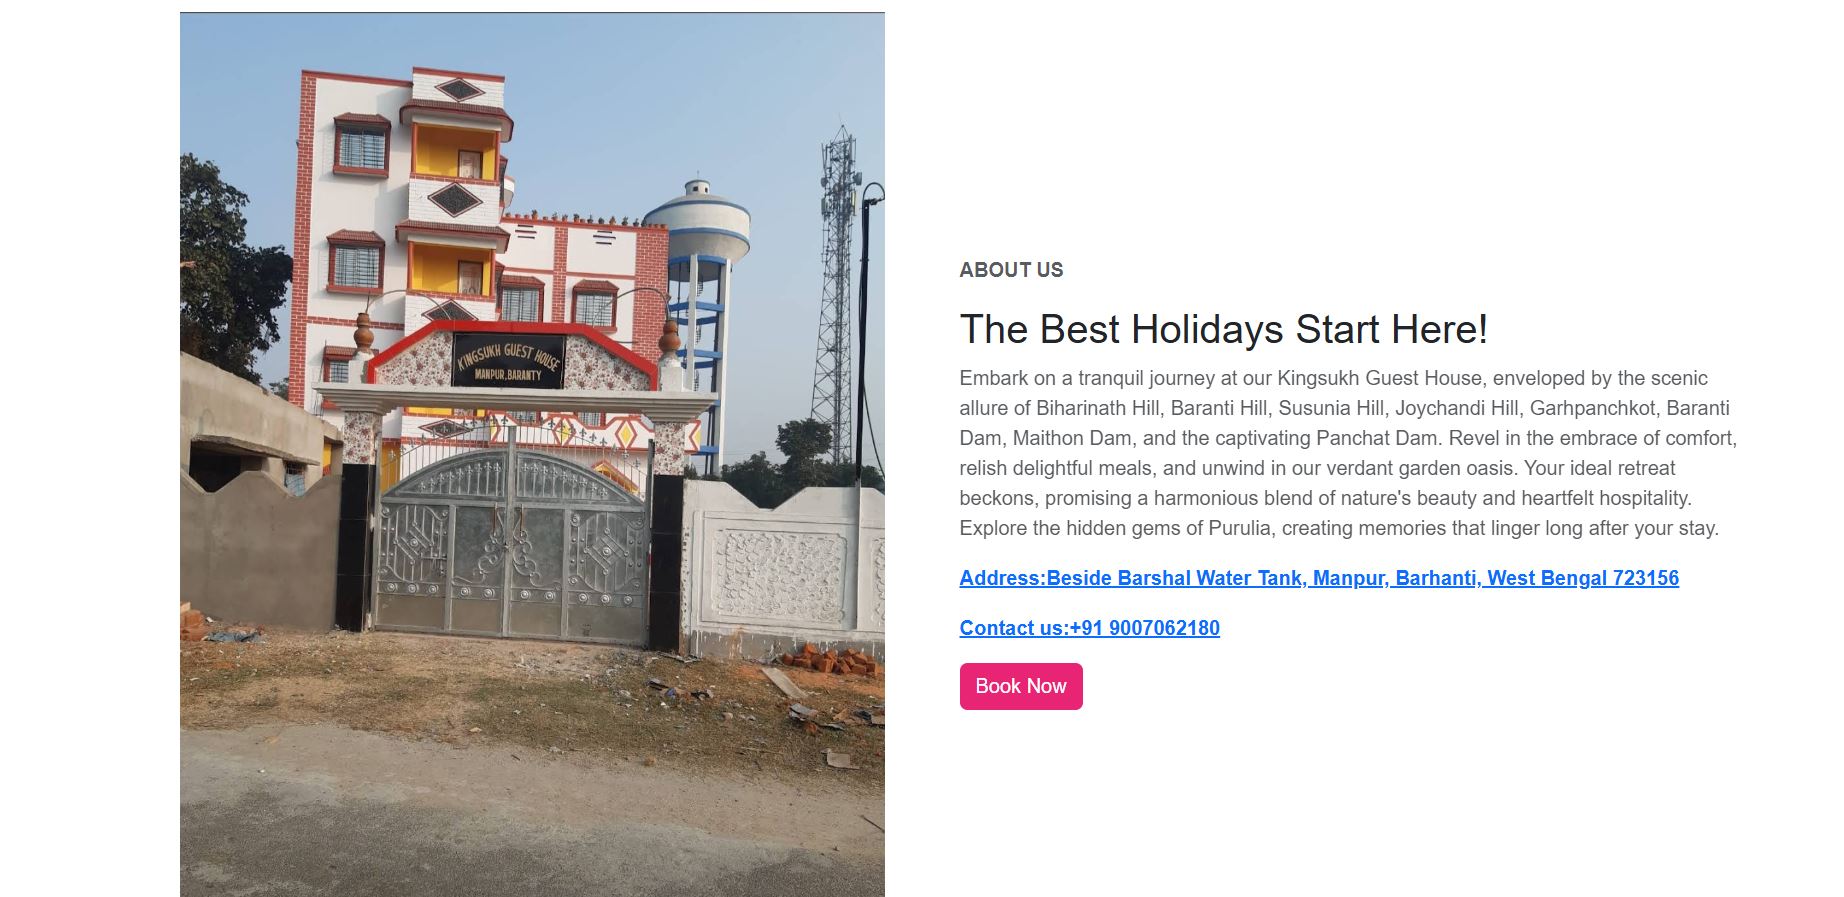 KINGSUKH GUEST HOUSE
MANPUR, BARANTY
ABOUT US
The Best Holidays Start Here!
Embark on a tranquil journey at our Kingsukh Guest House, enveloped by the scenic
allure of Biharinath Hill, Baranti Hill, Susunia Hill, Joychandi Hill, Garhpanchkot, Baranti
Dam, Maithon Dam, and the captivating Panchat Dam. Revel in the embrace of comfort,
relish delightful meals, and unwind in our verdant garden oasis. Your ideal retreat
beckons, promising a harmonious blend of nature's beauty and heartfelt hospitality.
Explore the hidden gems of Purulia, creating memories that linger long after your stay.
Address:Beside Barshal Water Tank, Manpur, Barhanti, West Bengal 723156
Contact us:+91 9007062180
Book Now